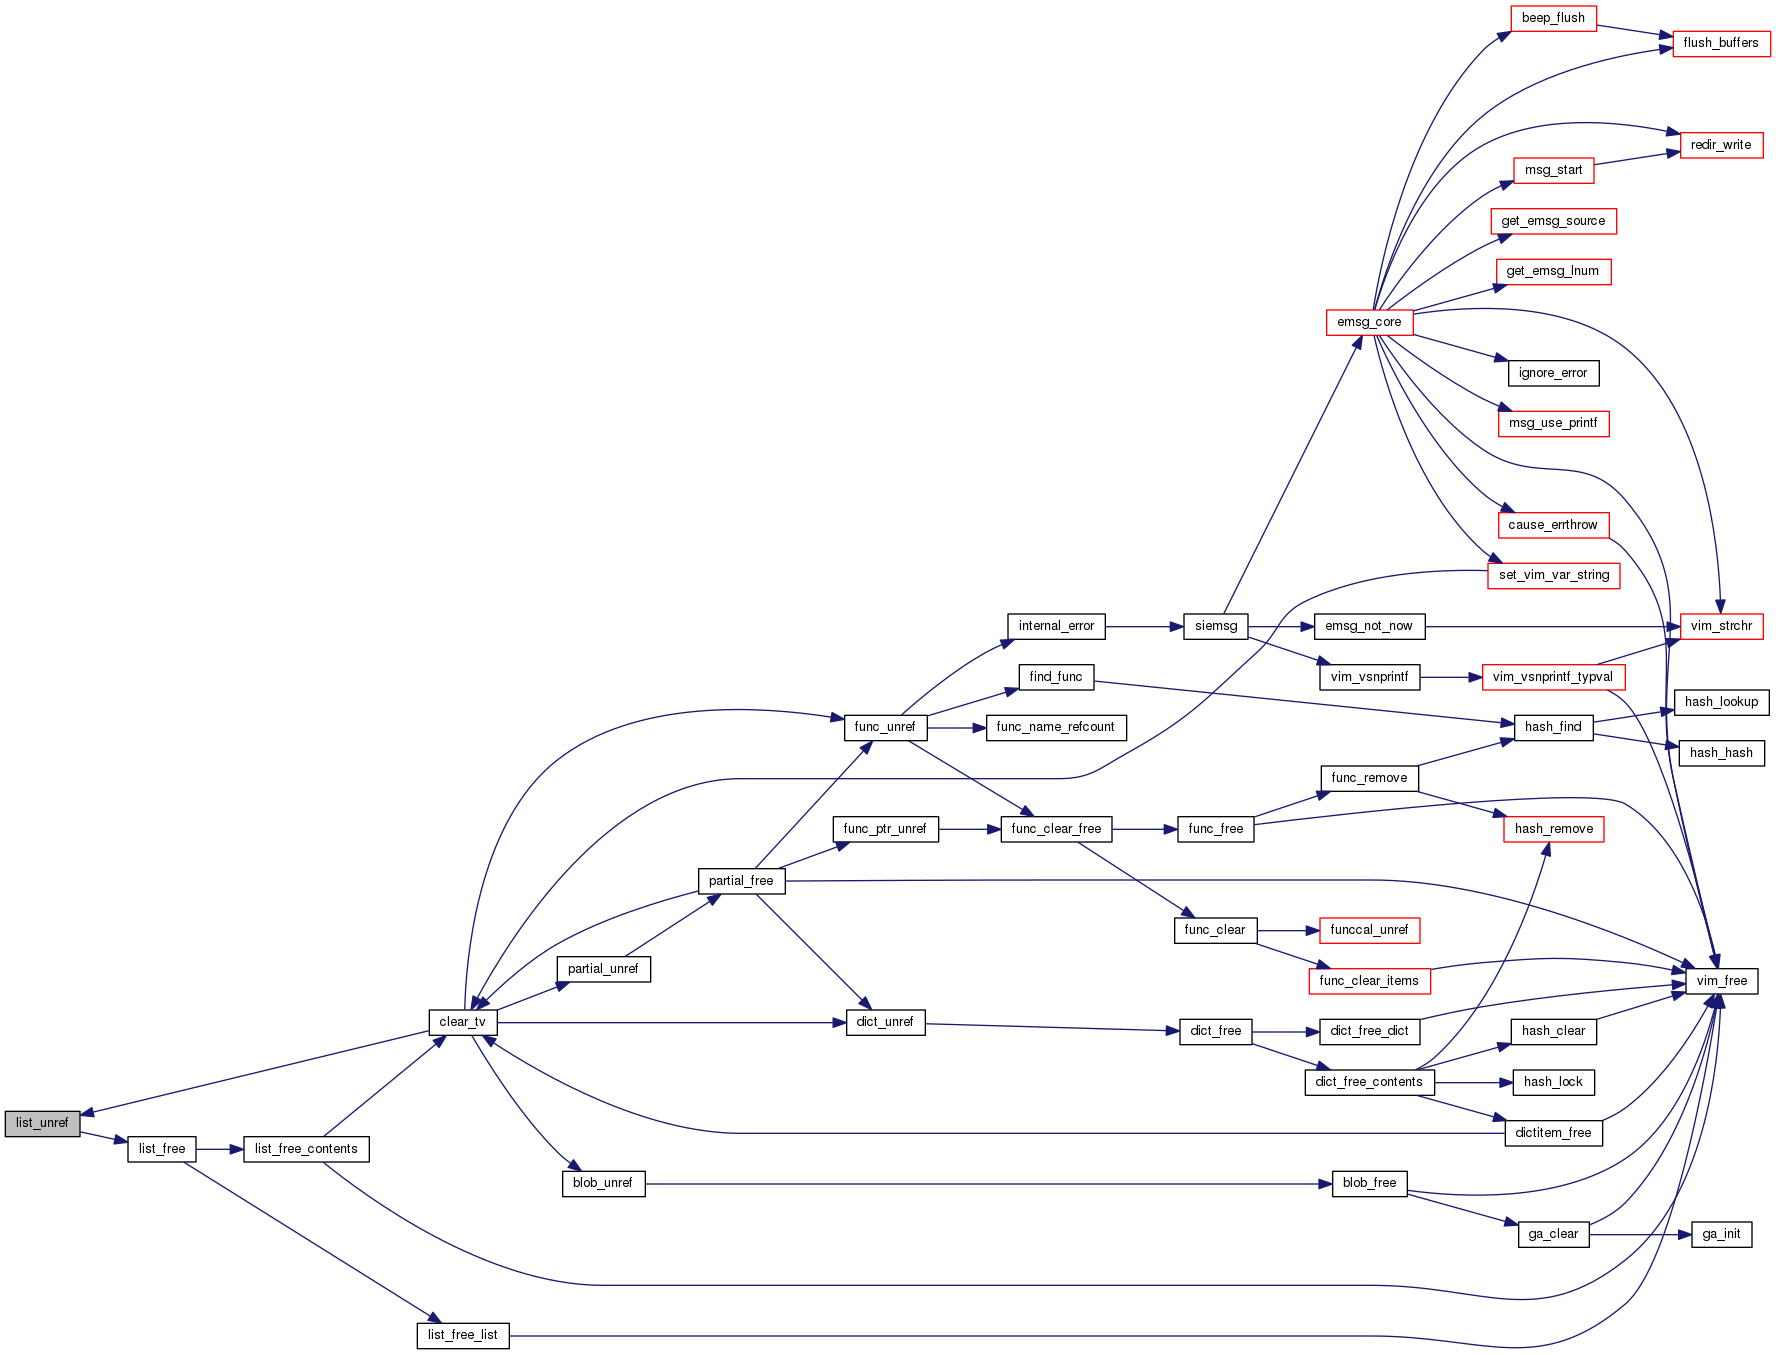 beep_flush
flush_buffers
redir_write
msg_start
get_emsg_source
get_emsg_lnum
emsg_core
ignore_error
msg_use_printf
cause_errthrow
set_vim_var_string
internal_error
siemsg
emsg_not_now
vim_strchr
find_func
vim_vsnprintf
vim_vsnprintf_typval
hash_lookup
func_unref
func_name_refcount
hash_find
hash_hash
func_remove
func_ptr_unref
func_clear_free
func_free
hash_remove
partial_free
func_clear
funccal_unref
partial_unref
func_clear_items
vim_free
clear_tv
dict_unref
dict_free
dict_free_dict
hash_clear
dict_free_contents
hash_lock
list_unref
dictitem_free
list_free
list_free_contents
blob_unref
blob_free
ga_clear
ga_init
list_free_list